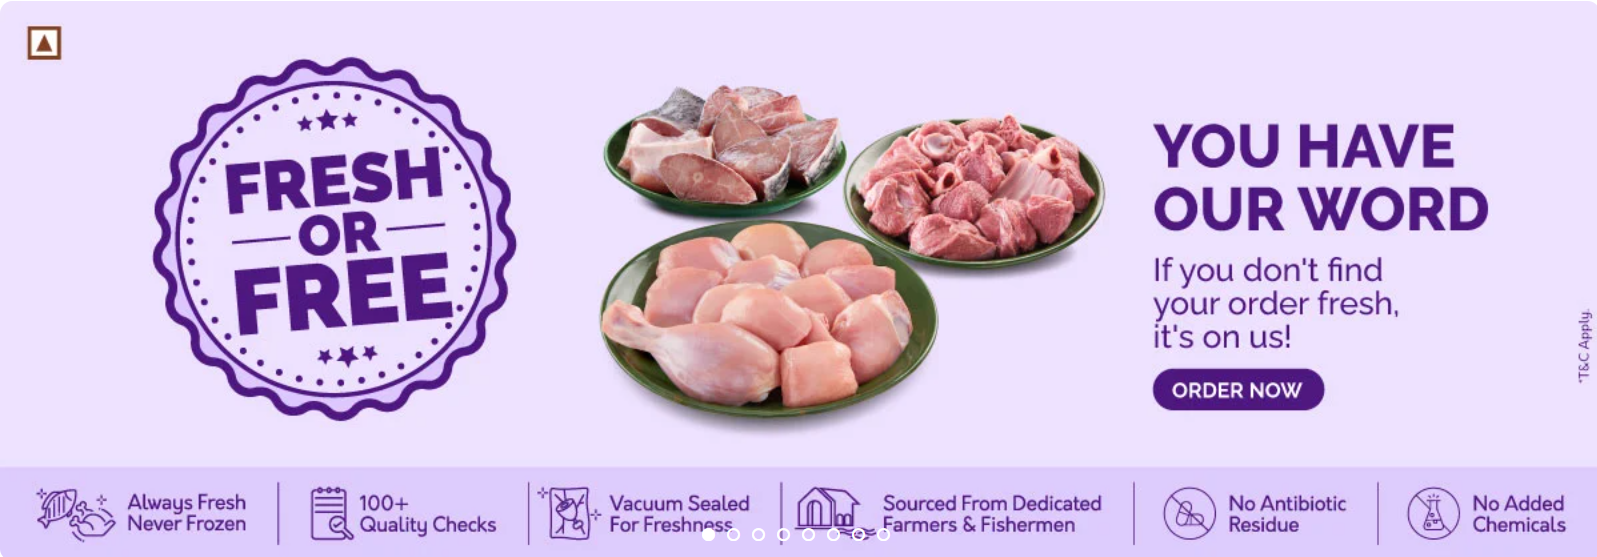 FRESH
OR
FREE
YOU HAVE
OUR WORD
If you don't find
your order fresh,
it's on us!
ORDER NOW
*T&C Apply.
Always Fresh
Never Frozen
100+
Quality Checks
Vacuum Sealed
For Freshness
Sourced From Dedicated
Farmers & Fishermen
No Antibiotic
Residue
No Added
Chemicals